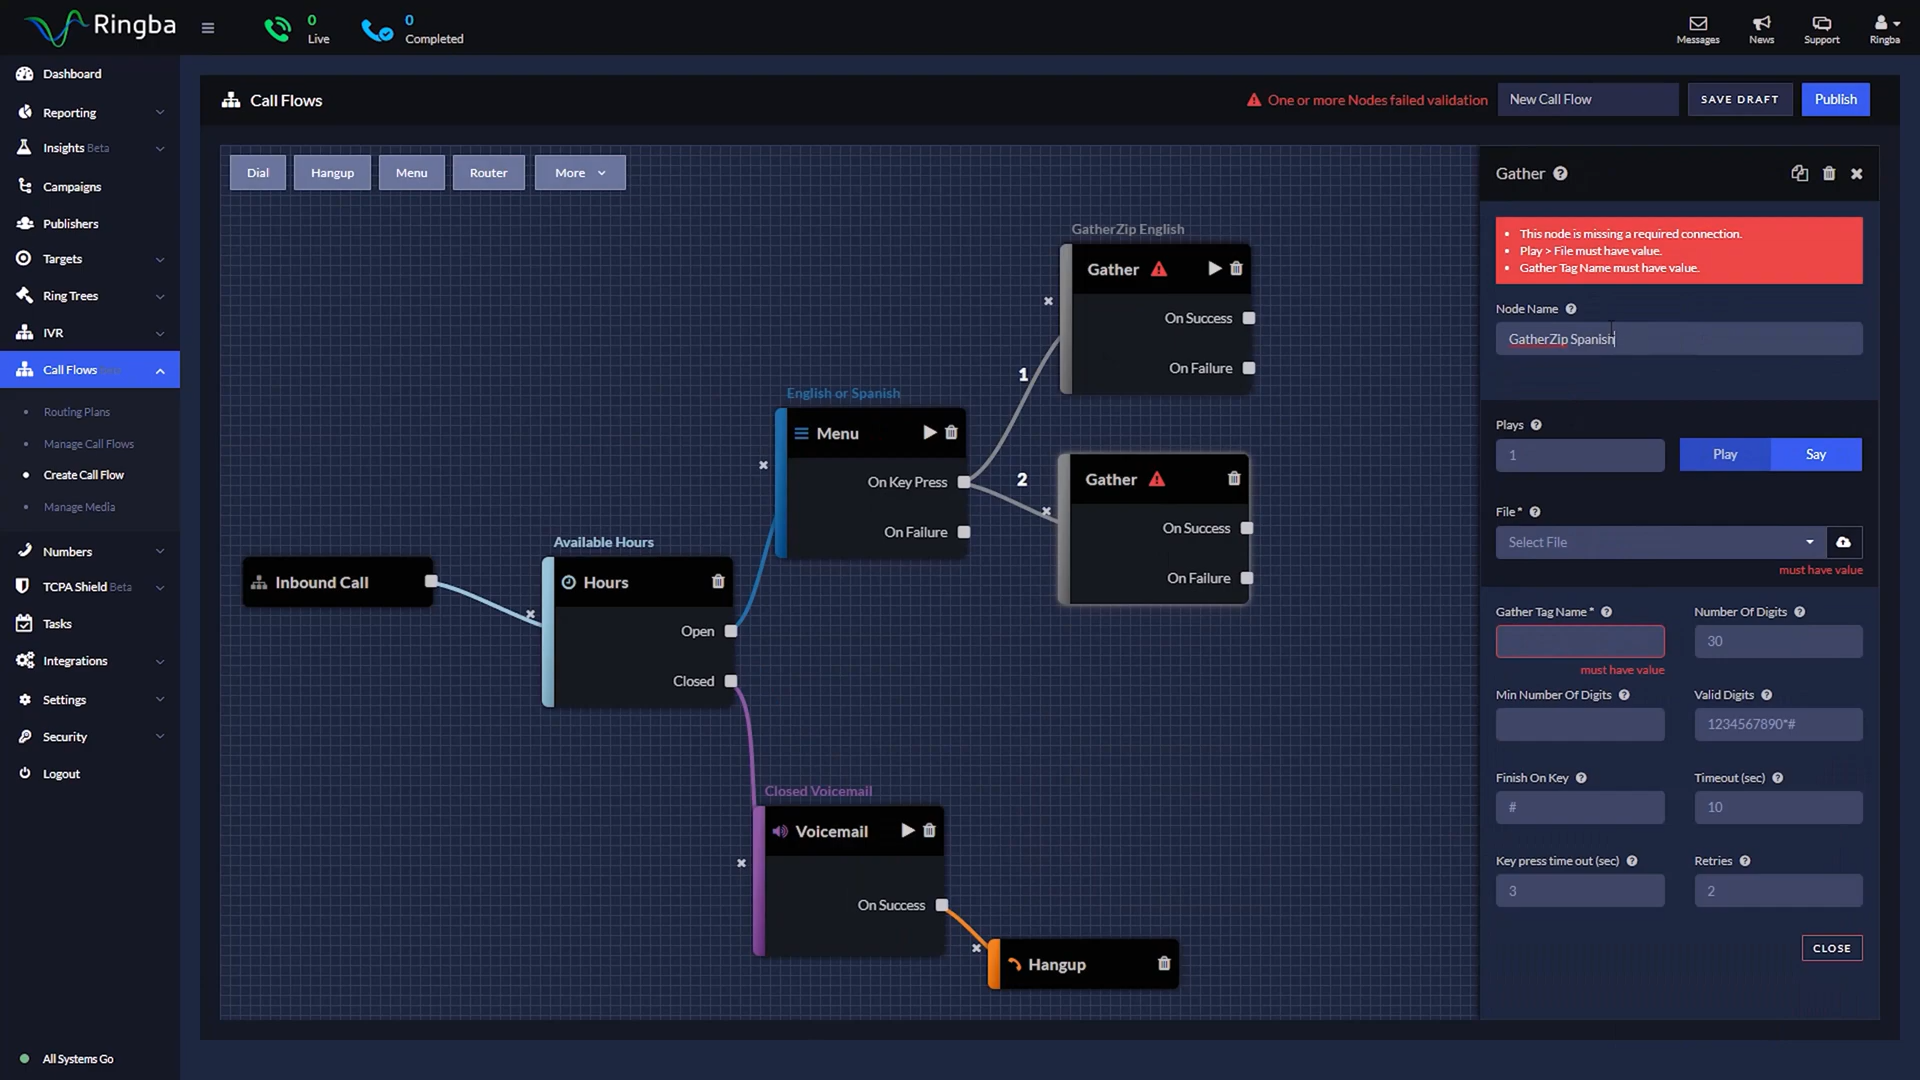 Ringba
0
Live
0
Completed
Messages
News
Support
Ringba
Dashboard
Reporting
Insights Beta
Campaigns
Publishers
Targets
Ring Trees
IVR
Call Flows Beta
Routing Plans
Manage Call Flows
Create Call Flow
Manage Media
Numbers
TCPA Shield Beta
Tasks
Integrations
Settings
Security
Logout
All Systems Go
Call Flows
One or more Nodes failed validation
New Call Flow
SAVE DRAFT
Publish
Dial
Hangup
Menu
Router
More
GatherZip English
Gather
On Success
On Failure
1
English or Spanish
Menu
On Key Press
On Failure
2
Gather
On Success
On Failure
Available Hours
Inbound Call
Hours
Open
Closed
Closed Voicemail
Voicemail
On Success
Hangup
Gather
This node is missing a required connection.
Play > File must have value.
Gather Tag Name must have value.
Node Name
GatherZip Spanish
Plays
1
Play
Say
File*
Select File
must have value
Gather Tag Name *
Number Of Digits
30
must have value
Min Number Of Digits
Valid Digits
1234567890*#
Finish On Key
Timeout (sec)
#
10
Key press time out (sec)
Retries
3
2
CLOSE